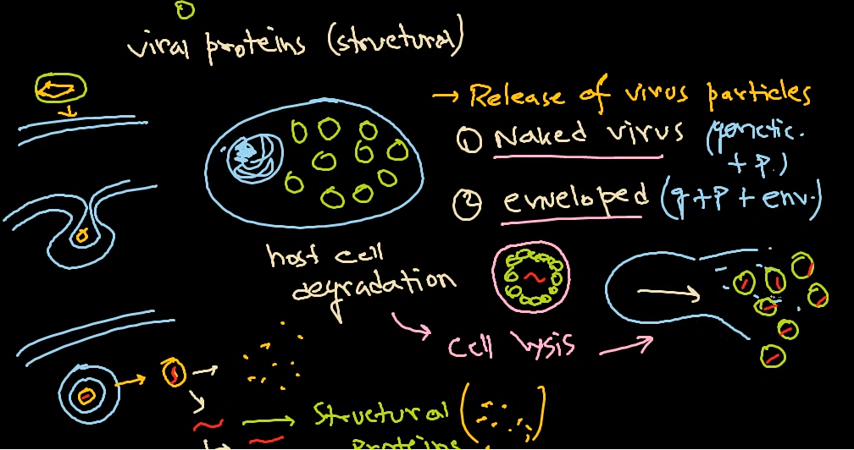 viral proteins (structural)
→ Release of virus particles
① Naked virus (genetic.
+ P.)
② enveloped (g+P + env.)
host cell
degradation
cell lysis
structural
proteins